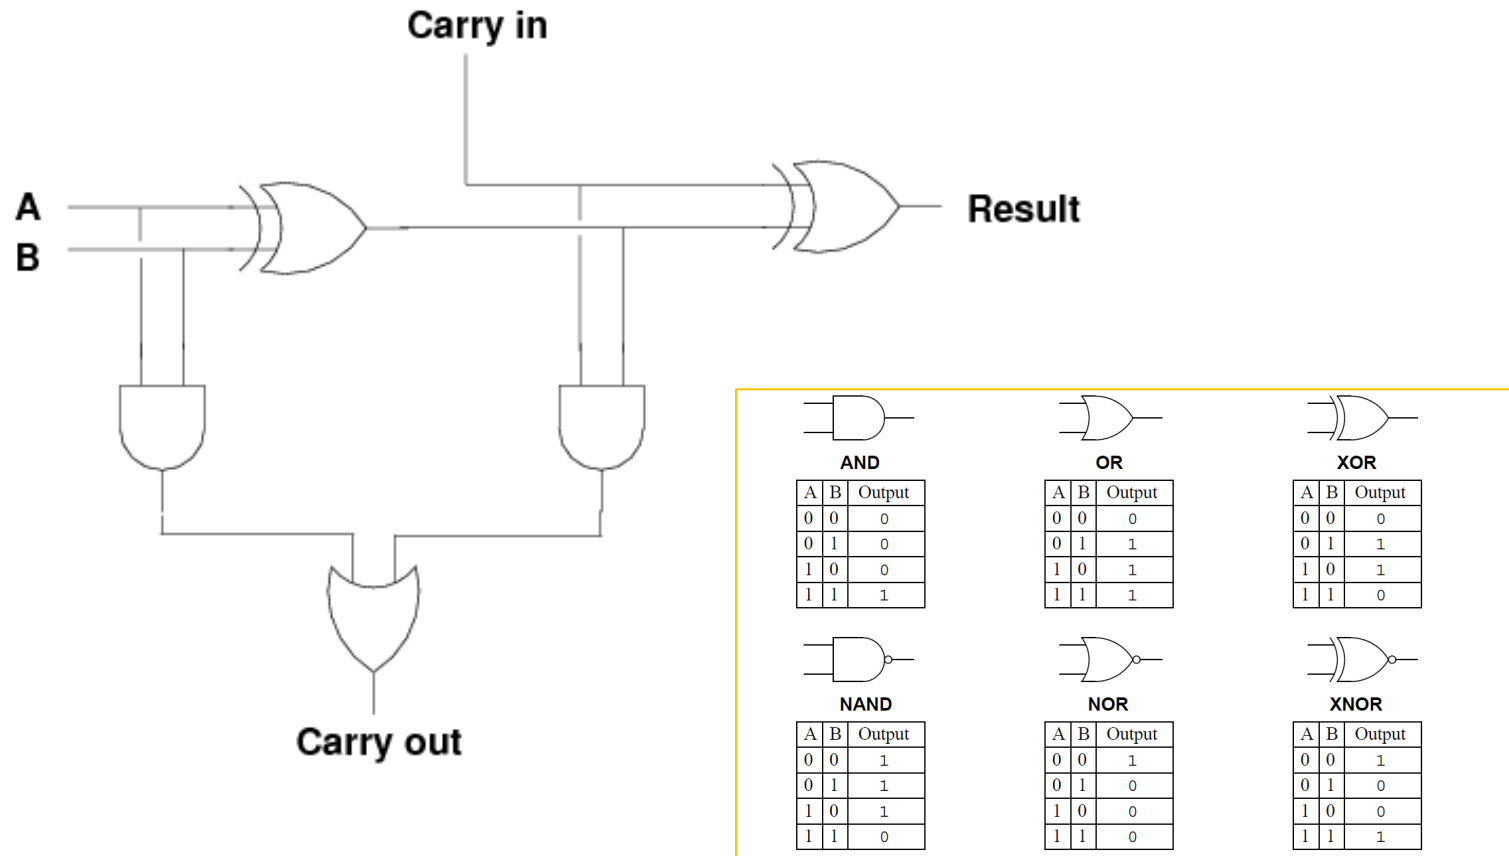 Carry in
A
B
Result
Carry out
AND
A B Output
0 0 0
0 1 0
1 0 0
1 1 1
OR
A B Output
0 0 0
0 1 1
1 0 1
1 1 1
XOR
A B Output
0 0 0
0 1 1
1 0 1
1 1 0
NAND
A B Output
0 0 1
0 1 1
1 0 1
1 1 0
NOR
A B Output
0 0 1
0 1 0
1 0 0
1 1 0
XNOR
A B Output
0 0 1
0 1 0
1 0 0
1 1 1